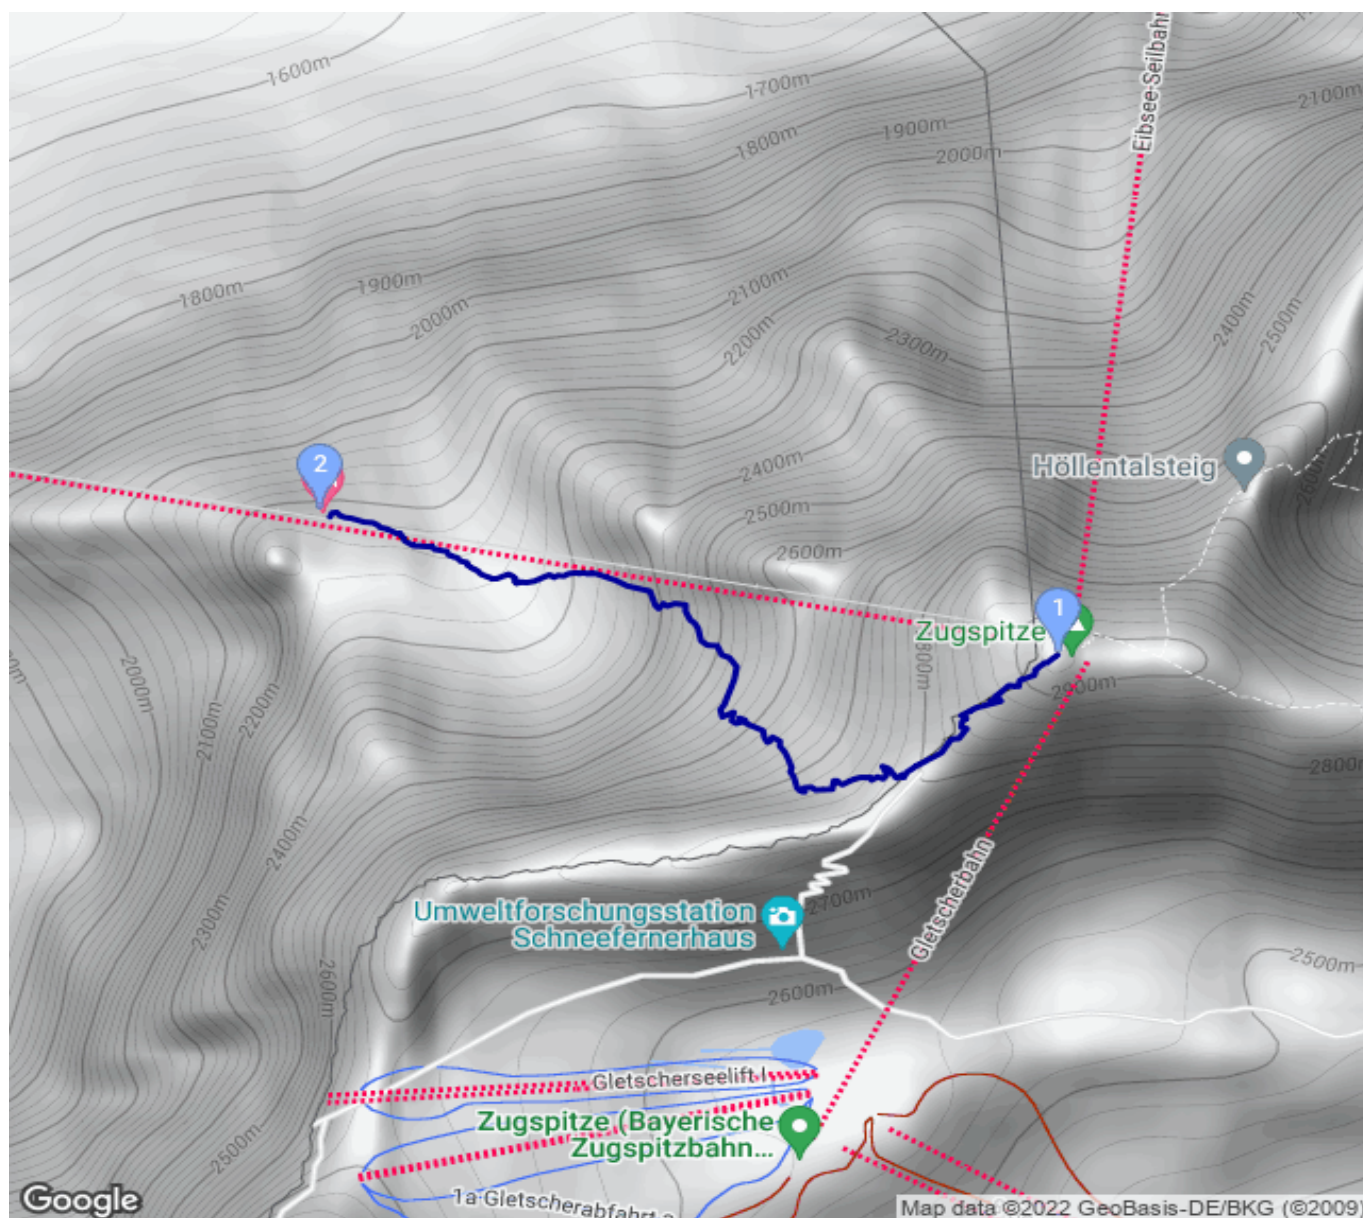 1600m
1700m
Eibsee-Seilbahn
2100m
1800m
1900m
2000m
1800m
1900m
2000m
2100m
2200m
2300m
2400m
2500m
2
2400m
2500m
2600m
Höllentalsteig
2600m
1
Zugspitze
2800m
2900m
2000m
2100m
2200m
2800m
2400m
2300m
Gletscherbahn
2700m
Umweltforschungsstation
Schneefernerhaus
2600m
2600m
2500m
Gletscherseelift I
Zugspitze (Bayerische
Zugspitzbahn...
2500m
1a Gletscherabfahrt
Google
Map data ©2022 GeoBasis-DE/BKG (©2009)